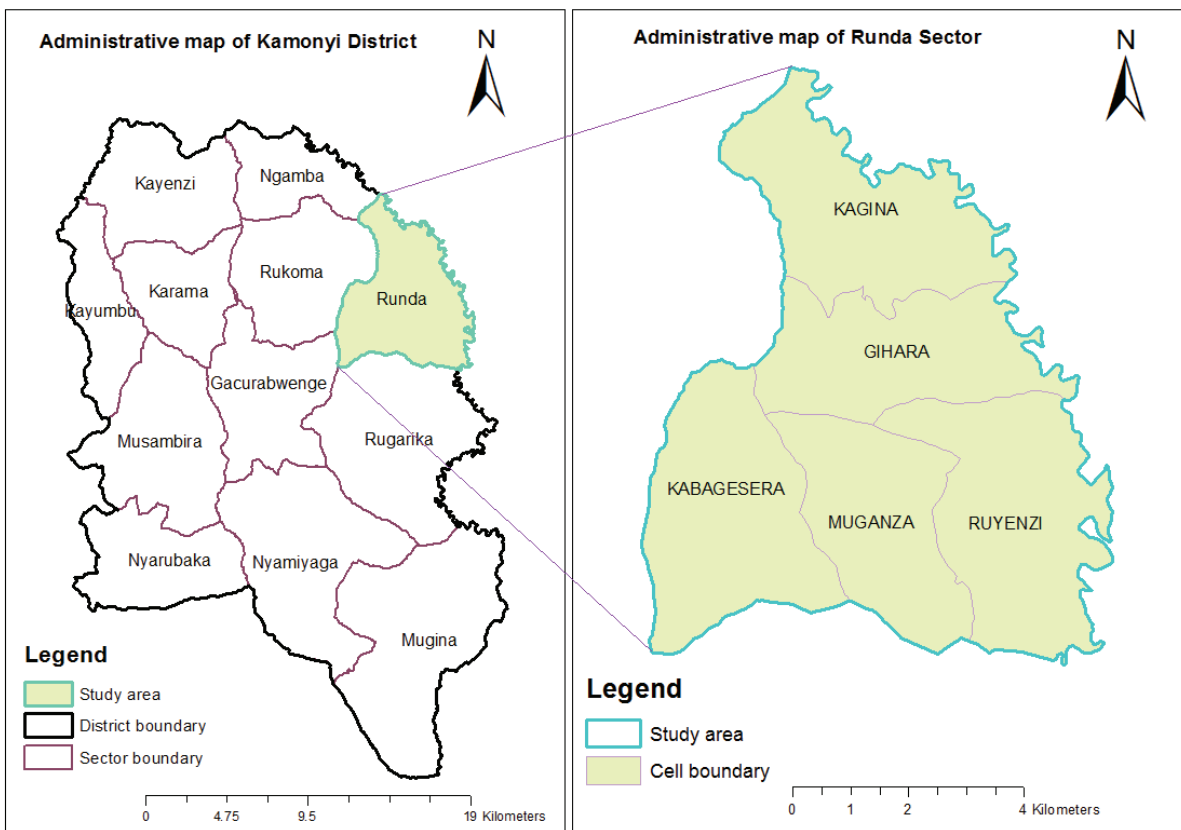 Administrative map of Kamonyi District
N
Ngamba
Kayenzi
Rukoma
Karama
Runda
Kayumbu
Gacurabwenge
Musambira
Rugarika
Nyarubaka
Nyamiyaga
Mugina
Legend
Study area
District boundary
Sector boundary
0 4.75 9.5 19 Kilometers
Administrative map of Runda Sector
N
KAGINA
GIHARA
KABAGESERA
MUGANZA
RUYENZI
Legend
Study area
Cell boundary
0 1 2 4 Kilometers